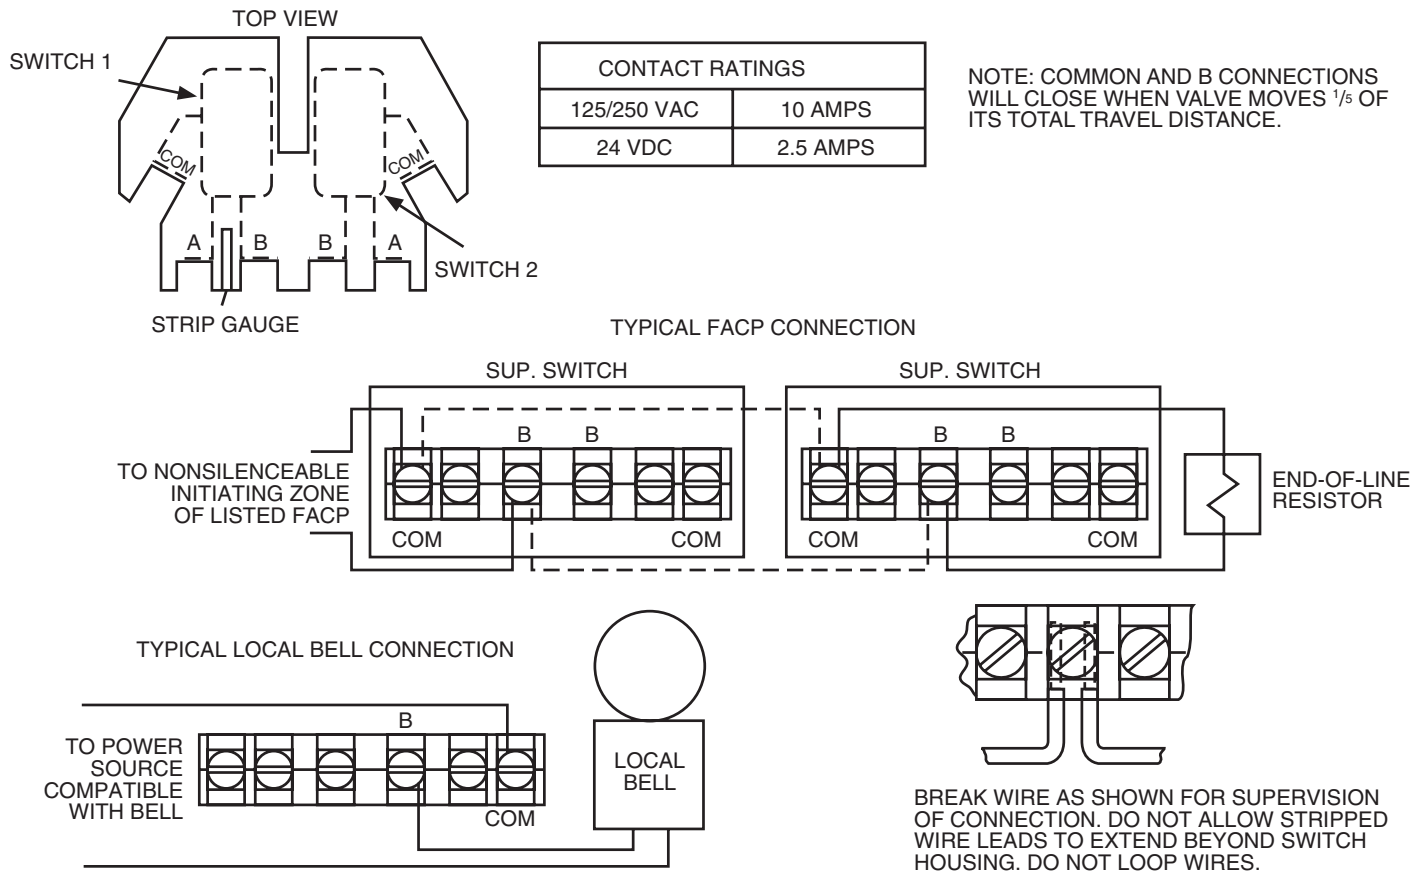 TOP VIEW
SWITCH 1
COM
COM
A
B
B
A
SWITCH 2
STRIP GAUGE
CONTACT RATINGS
125/250 VAC
10 AMPS
24 VDC
2.5 AMPS
NOTE: COMMON AND B CONNECTIONS
WILL CLOSE WHEN VALVE MOVES 1/5 OF
ITS TOTAL TRAVEL DISTANCE.
TYPICAL FACP CONNECTION
SUP. SWITCH
SUP. SWITCH
B
B
B
B
TO NONSILENCEABLE
INITIATING ZONE
OF LISTED FACP
COM
COM
COM
COM
END-OF-LINE
RESISTOR
TYPICAL LOCAL BELL CONNECTION
B
TO POWER
SOURCE
COMPATIBLE
WITH BELL
COM
LOCAL
BELL
BREAK WIRE AS SHOWN FOR SUPERVISION
OF CONNECTION. DO NOT ALLOW STRIPPED
WIRE LEADS TO EXTEND BEYOND SWITCH
HOUSING. DO NOT LOOP WIRES.